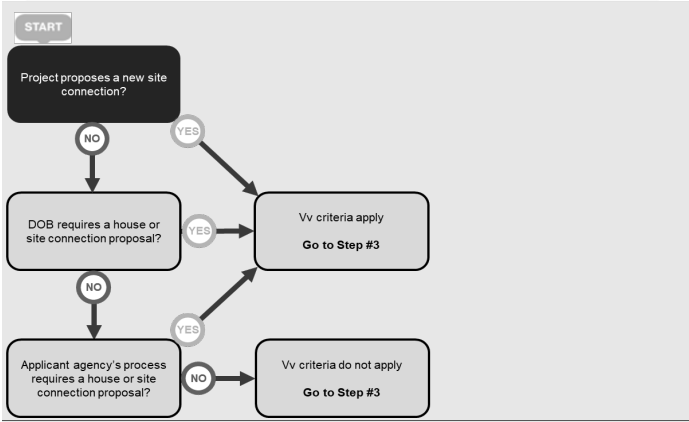 START
Project proposes a new site
connection?
YES
NO
DOB requires a house or
site connection proposal?
YES
Vv criteria apply
Go to Step #3
NO
YES
Applicant agency's process
requires a house or site
connection proposal?
NO
Vv criteria do not apply
Go to Step #3